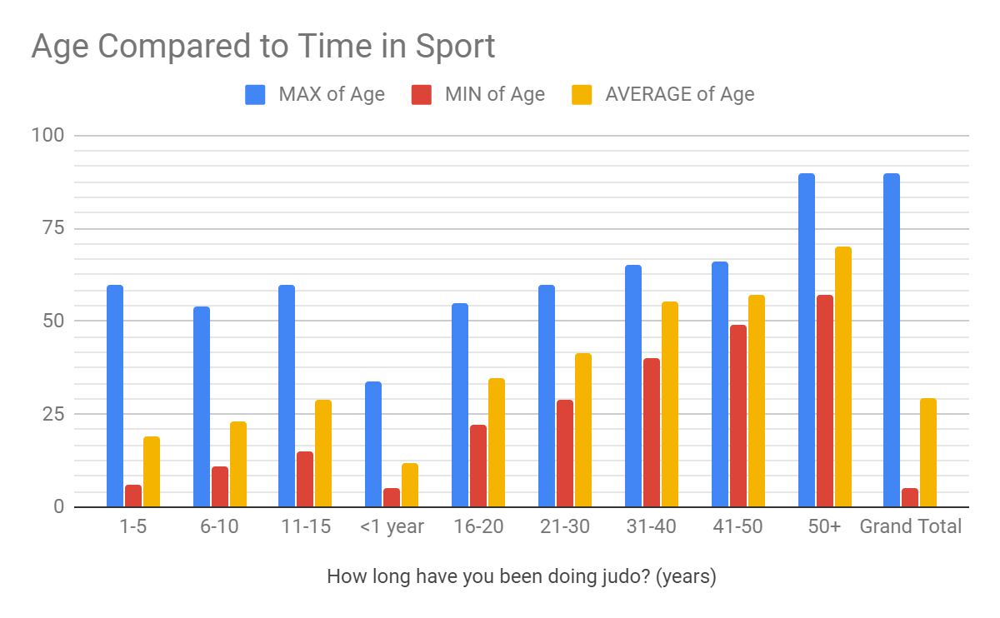 Age Compared to Time in Sport
MAX of Age MIN of Age AVERAGE of Age
100
75
50
25
0
1-5 6-10 11-15 <1 year 16-20 21-30 31-40 41-50 50+ Grand Total
How long have you been doing judo? (years)